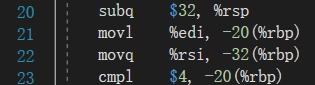 20 subq $32, %rsp
21 movl %edi, -20(%rbp)
22 movq %rsi, -32(%rbp)
23 cmpl $4, -20(%rbp)